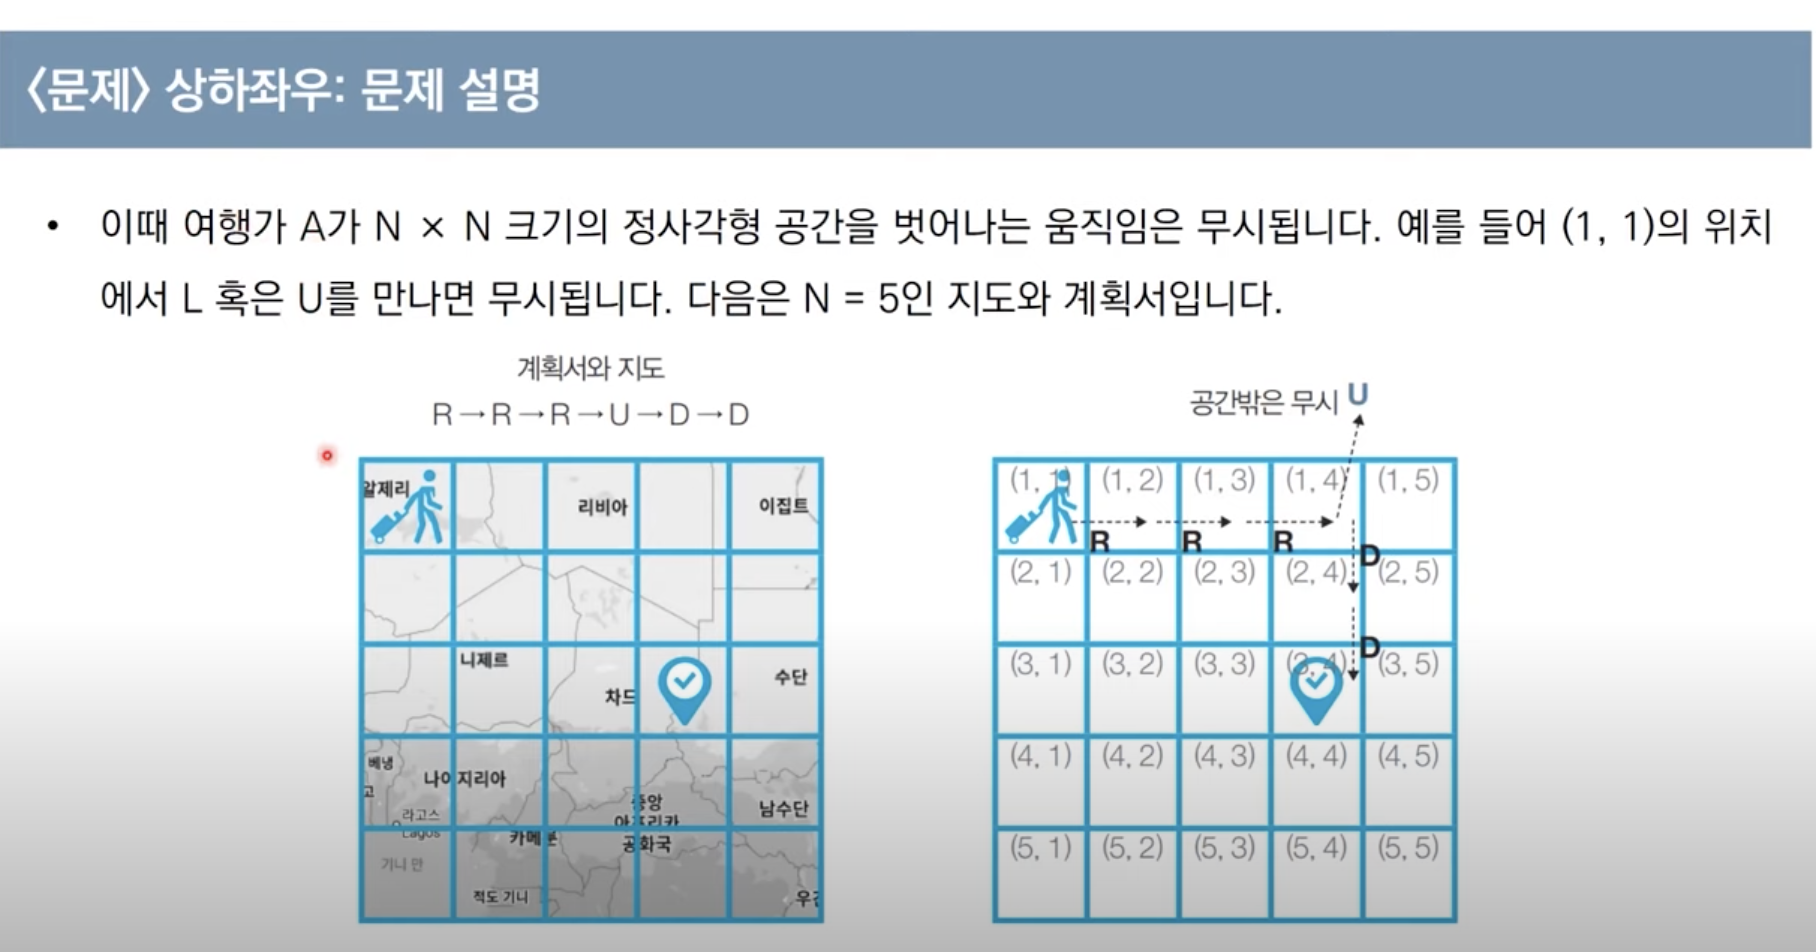 <문제> 상하좌우: 문제 설명
• 이때 여행가 A가 N × N 크기의 정사각형 공간을 벗어나는 움직임은 무시됩니다. 예를 들어 (1, 1)의 위치
에서 L 혹은 U를 만나면 무시됩니다. 다음은 N = 5인 지도와 계획서입니다.
계획서와 지도
R→R→R→U→D→D
알제리
리비아
이집트
니제르
차드
수단
베냉
나이지리아
고
라고스
Lagos
중앙
아프리카
공화국
남수단
카메룬
기니 만
적도 기니
우간
공간밖은 무시 U
(1, 1) (1, 2) (1, 3) (1, 4) (1, 5)
R R R D
(2, 1) (2, 2) (2, 3) (2, 4) (2, 5)
D
(3, 1) (3, 2) (3, 3) (3, 4) (3, 5)
(4, 1) (4, 2) (4, 3) (4, 4) (4, 5)
(5, 1) (5, 2) (5, 3) (5, 4) (5, 5)